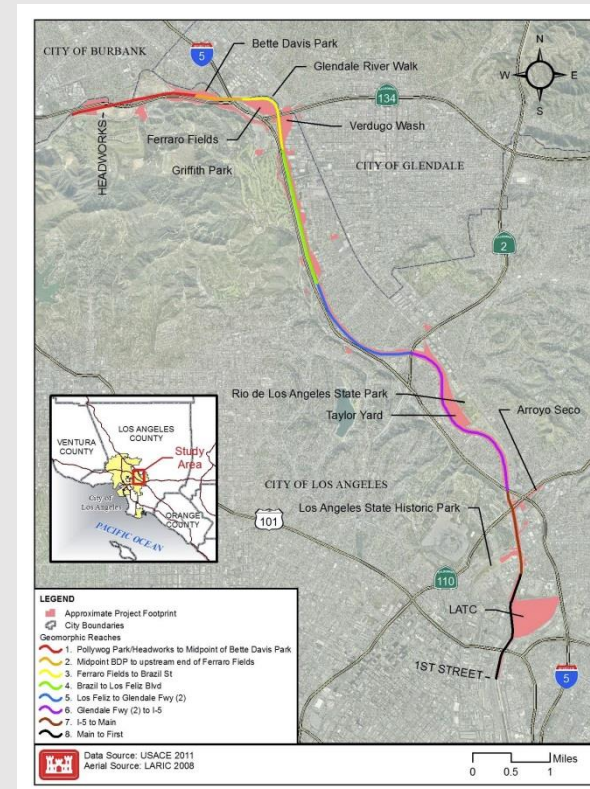 CITY OF BURBANK
5
Bette Davis Park
Glendale River Walk
N
W
E
S
134
HEADWORKS
Ferraro Fields
Verdugo Wash
Griffith Park
CITY OF GLENDALE
2
Rio de Los Angeles State Park
Taylor Yard
Arroyo Seco
CITY OF LOS ANGELES
Los Angeles State Historic Park
101
110
LATC
1ST STREET
5
VENTURA
COUNTY
LOS ANGELES
COUNTY
Study
Area
City of
Los Angeles
ORANGE
COUNTY
PACIFIC OCEAN
LEGEND
Approximate Project Footprint
City Boundaries
Geomorphic Reaches
1. Pollywog Park/Headworks to Midpoint of Bette Davis Park
2. Midpoint BDP to upstream end of Ferraro Fields
3. Ferraro Fields to Brazil St
4. Brazil to Los Feliz Blvd
5. Los Feliz to Glendale Fwy (2)
6. Glendale Fwy (2) to I-5
7. I-5 to Main
8. Main to First
Data Source: USACE 2011
Aerial Source: LARIC 2008
Miles
0 0.5 1